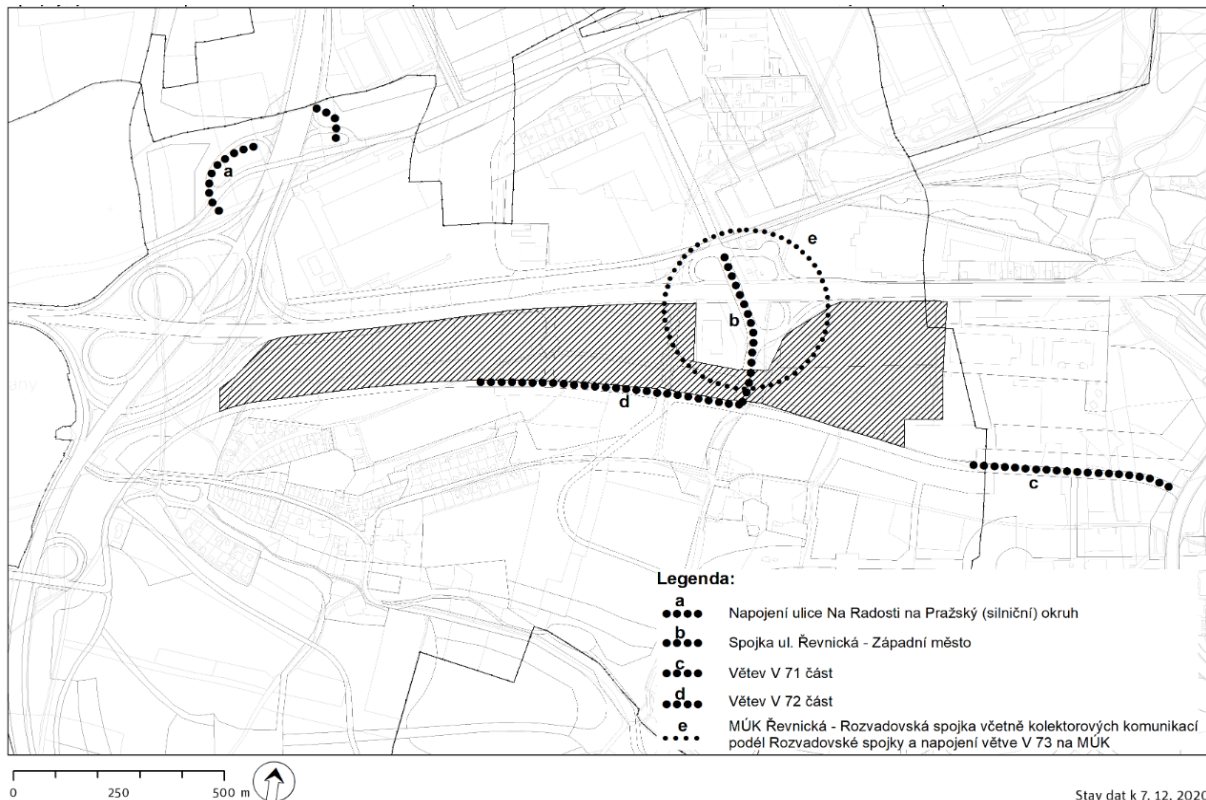 a
e
b
d
c
Legenda:
a
Napojení ulice Na Radosti na Pražský (silniční) okruh
b
Spojka ul. Řevnická - Západní město
c
Větev V 71 část
d
Větev V 72 část
e
MÚK Řevnická - Rozvadovská spojka včetně kolektorových komunikací
podél Rozvadovské spojky a napojení větve V 73 na MÚK
0 250 500 m
Stav dat k 7. 12. 2020